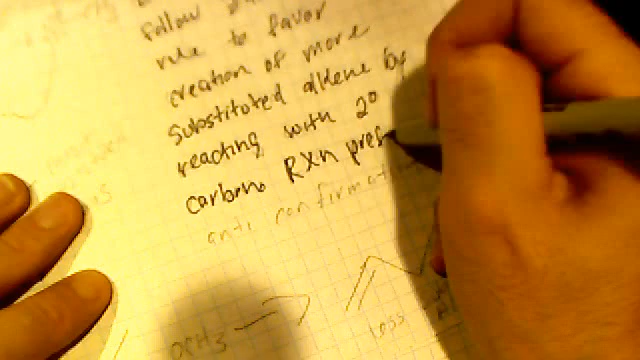 follow
rule to favor
creation of more
substituted alkene by
reacting with 2°
carbon. RXn pres
anti confirmat
OCH3
loss